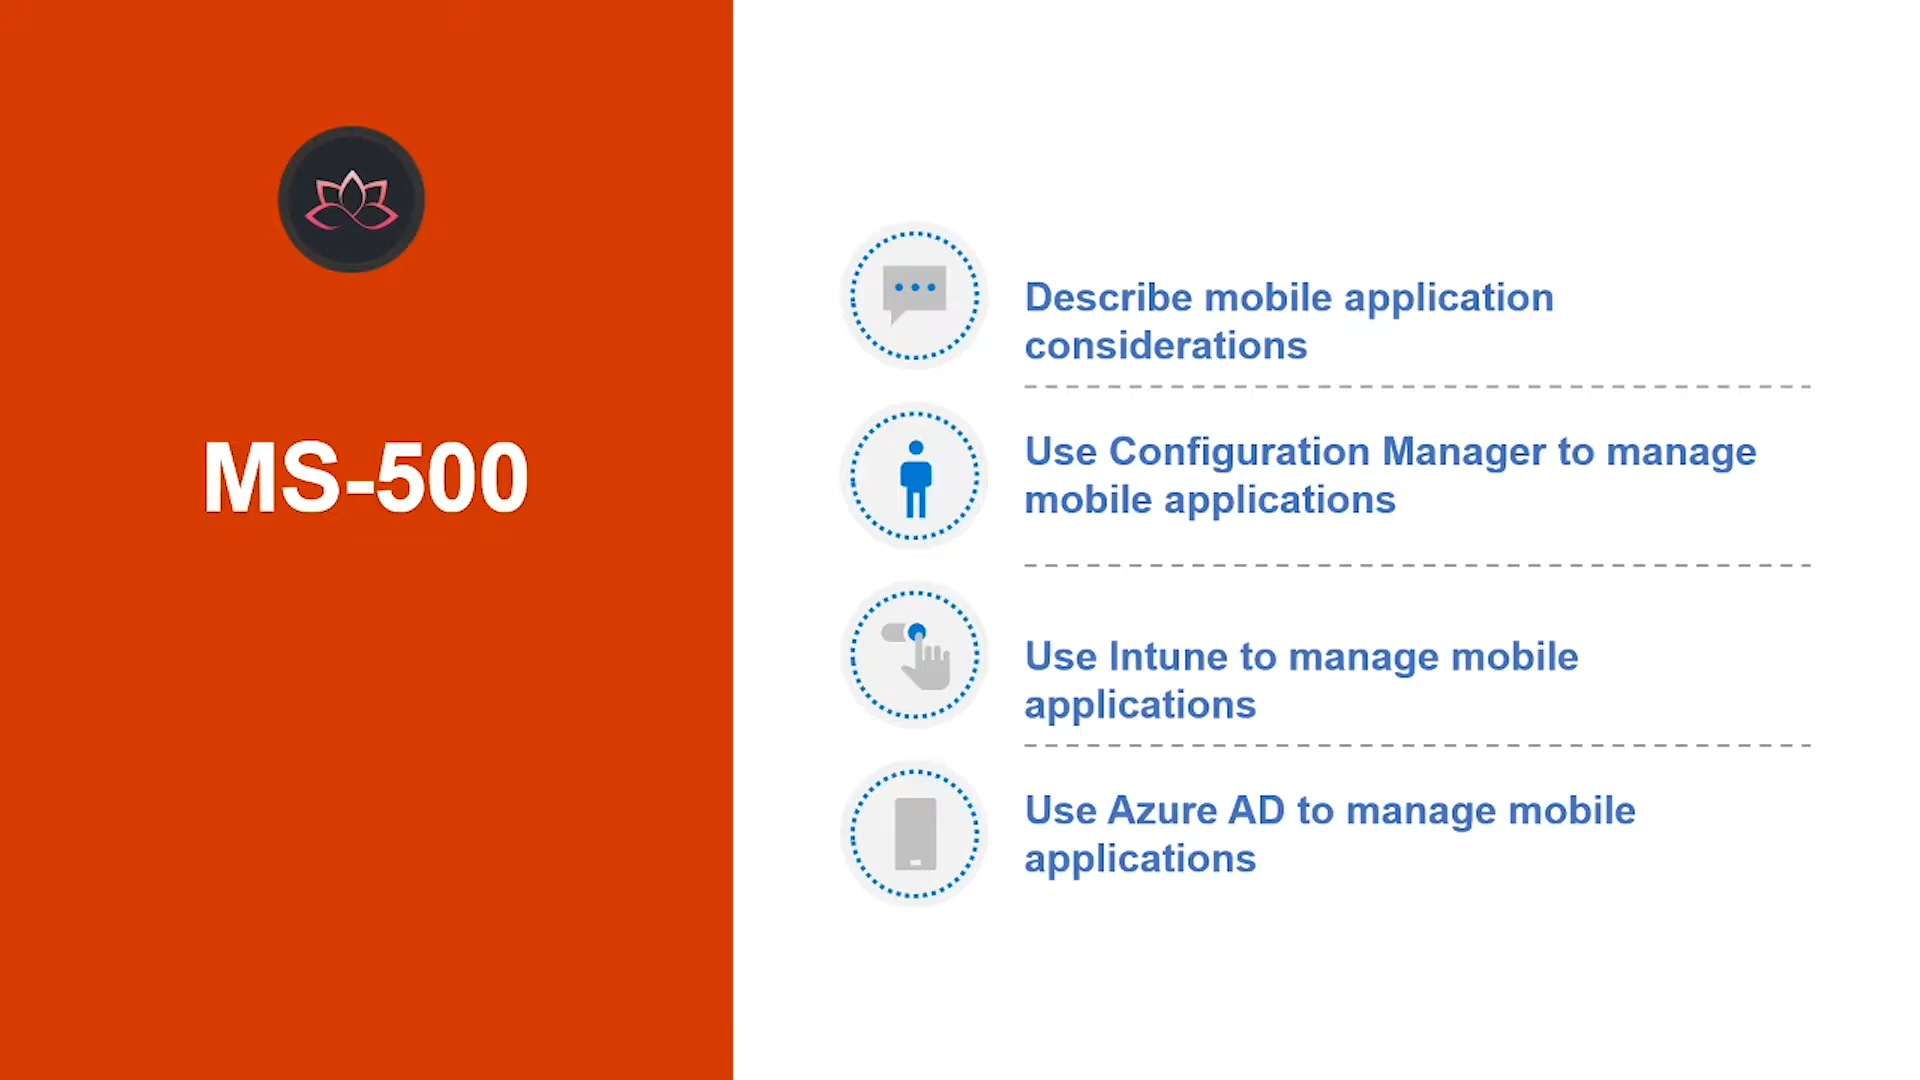 MS-500
Describe mobile application
considerations
Use Configuration Manager to manage
mobile applications
Use Intune to manage mobile
applications
Use Azure AD to manage mobile
applications